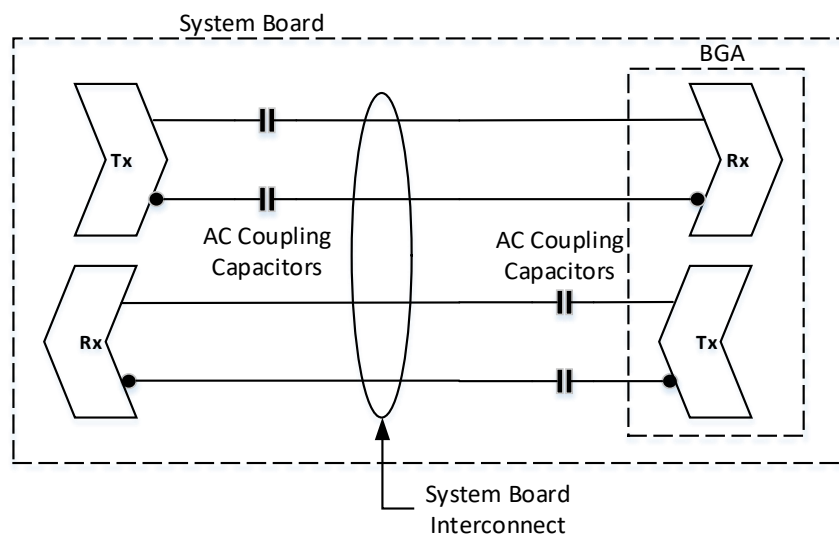 System Board
BGA
Tx
Rx
AC Coupling
Capacitors
AC Coupling
Capacitors
Rx
Tx
System Board
Interconnect